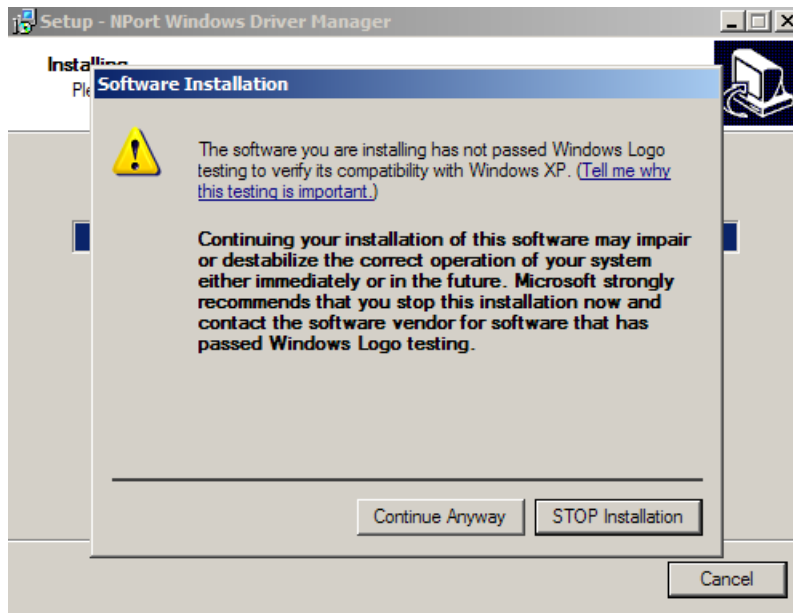 Setup - NPort Windows Driver Manager
Installing
Software Installation
The software you are installing has not passed Windows Logo
testing to verify its compatibility with Windows XP. (Tell me why
this testing is important.)
Continuing your installation of this software may impair
or destabilize the correct operation of your system
either immediately or in the future. Microsoft strongly
recommends that you stop this installation now and
contact the software vendor for software that has
passed Windows Logo testing.
Continue Anyway
STOP Installation
Cancel